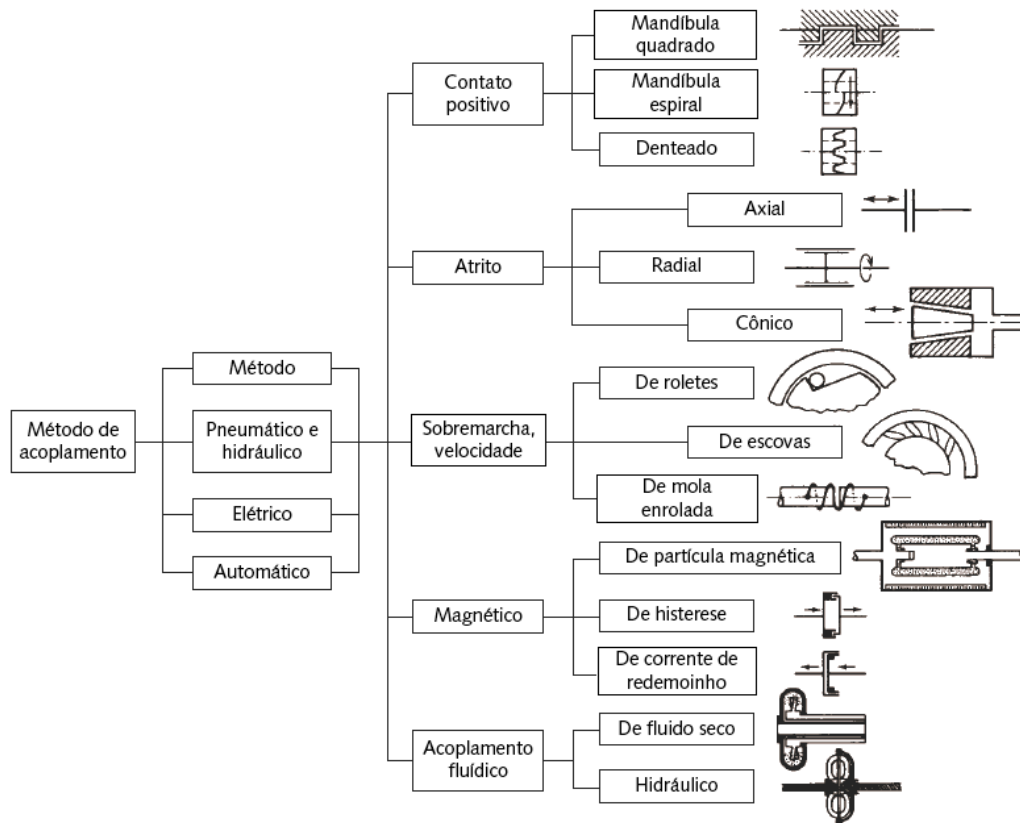 Método de
acoplamento
Método
Pneumático e
hidráulico
Elétrico
Automático
Contato
positivo
Mandíbula
quadrado
Mandíbula
espiral
Denteado
Atrito
Axial
Radial
Cônico
Sobremarcha,
velocidade
De roletes
De escovas
De mola
enrolada
Magnético
De partícula magnética
De histerese
De corrente de
redemoinho
Acoplamento
fluídico
De fluido seco
Hidráulico